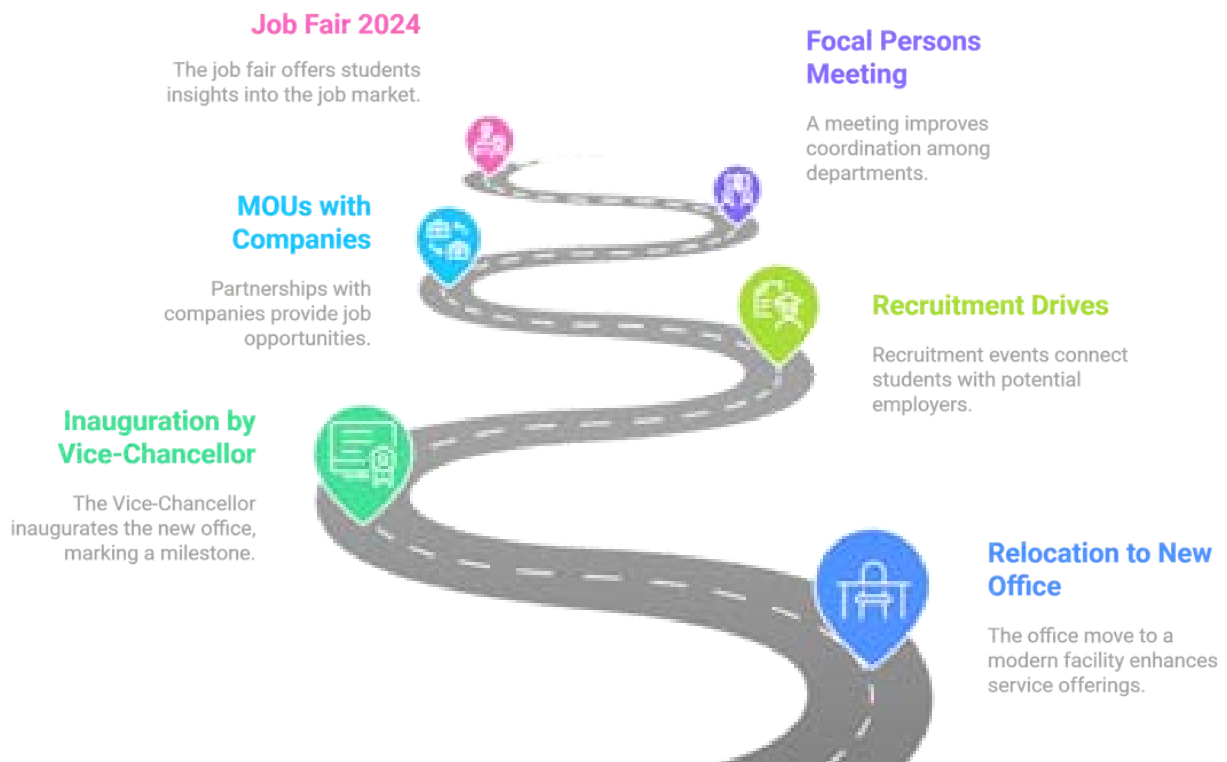 Job Fair 2024
The job fair offers students
insights into the job market.
Focal Persons
Meeting
A meeting improves
coordination among
departments.
MOUs with
Companies
Partnerships with
companies provide job
opportunities.
Recruitment Drives
Recruitment events connect
students with potential
employers.
Inauguration by
Vice-Chancellor
The Vice-Chancellor
inaugurates the new office,
marking a milestone.
Relocation to New
Office
The office move to a
modern facility enhances
service offerings.